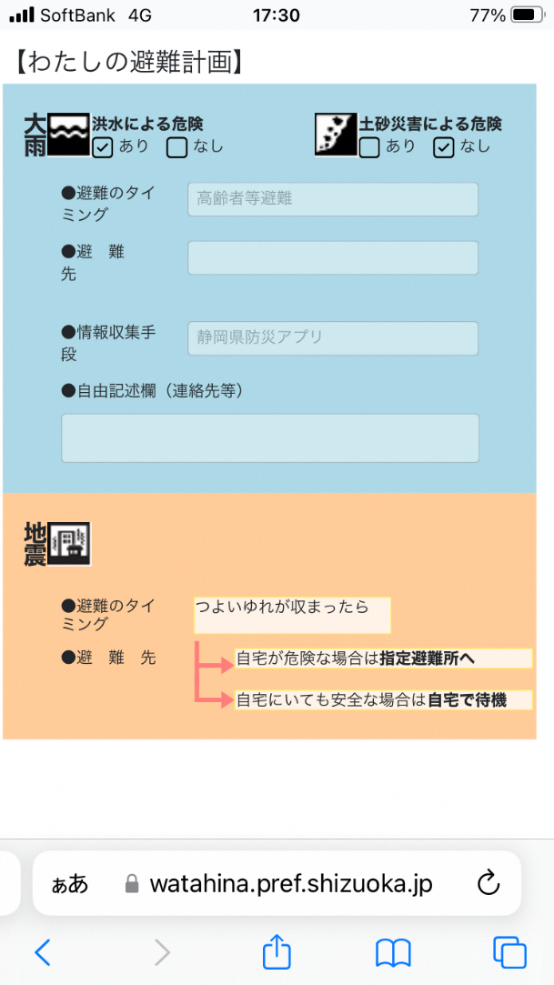 SoftBank 4G 17:30 77%
【わたしの避難計画】
大雨
洪水による危険
あり なし
土砂災害による危険
あり なし
●避難のタイ
ミング
高齢者等避難
●避 難
先
●情報収集手
段
静岡県防災アプリ
●自由記述欄（連絡先等）
地震
●避難のタイ
ミング
つよいゆれが収まったら
●避 難 先
自宅が危険な場合は指定避難所へ
自宅にいても安全な場合は自宅で待機
ぁあ watahina.pref.shizuoka.jp